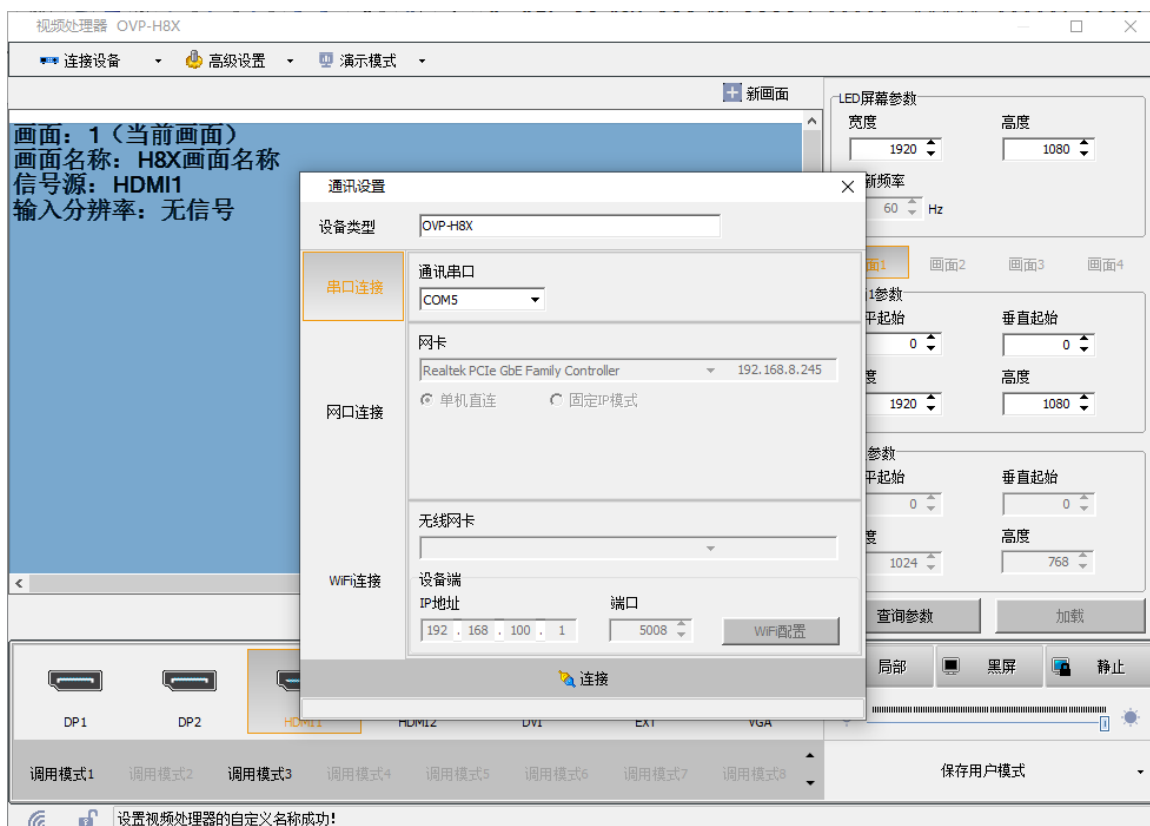 视频处理器 OVP-H8X
连接设备 高级设置 演示模式
新画面
画面：1（当前画面）
画面名称：H8X画面名称
信号源：HDMI1
输入分辨率：无信号
通讯设置
设备类型 OVP-H8X
串口连接
通讯串口
COM5
网口连接
网卡
Realtek PCIe GbE Family Controller 192.168.8.245
单机直连 固定IP模式
WiFi连接
无线网卡
设备端
IP地址 端口
192 . 168 . 100 . 1 5008 WiFi配置
连接
LED屏幕参数
宽度 高度
1920 1080
新频率
60 Hz
面1 画面2 画面3 画面4
1参数
平起始 垂直起始
0 0
度 高度
1920 1080
参数
平起始 垂直起始
0 0
度 高度
1024 768
查询参数 加载
局部 黑屏 静止
DP1 DP2 HDMI1 HDMI2 DVI EXT VGA
调用模式1 调用模式2 调用模式3 调用模式4 调用模式5 调用模式6 调用模式7 调用模式8
保存用户模式
设置视频处理器的自定义名称成功!